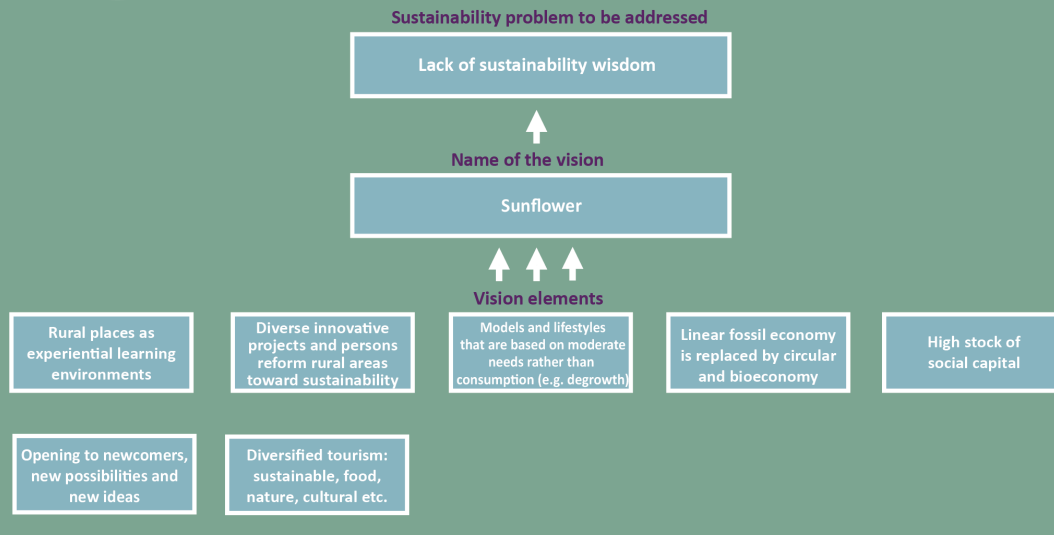 Sustainability problem to be addressed
Lack of sustainability wisdom
Name of the vision
Sunflower
Vision elements
Rural places as
experiential learning
environments
Diverse innovative
projects and persons
reform rural areas
toward sustainability
Models and lifestyles
that are based on moderate
needs rather than
consumption (e.g. degrowth)
Linear fossil economy
is replaced by circular
and bioeconomy
High stock of
social capital
Opening to newcomers,
new possibilities and
new ideas
Diversified tourism:
sustainable, food,
nature, cultural etc.